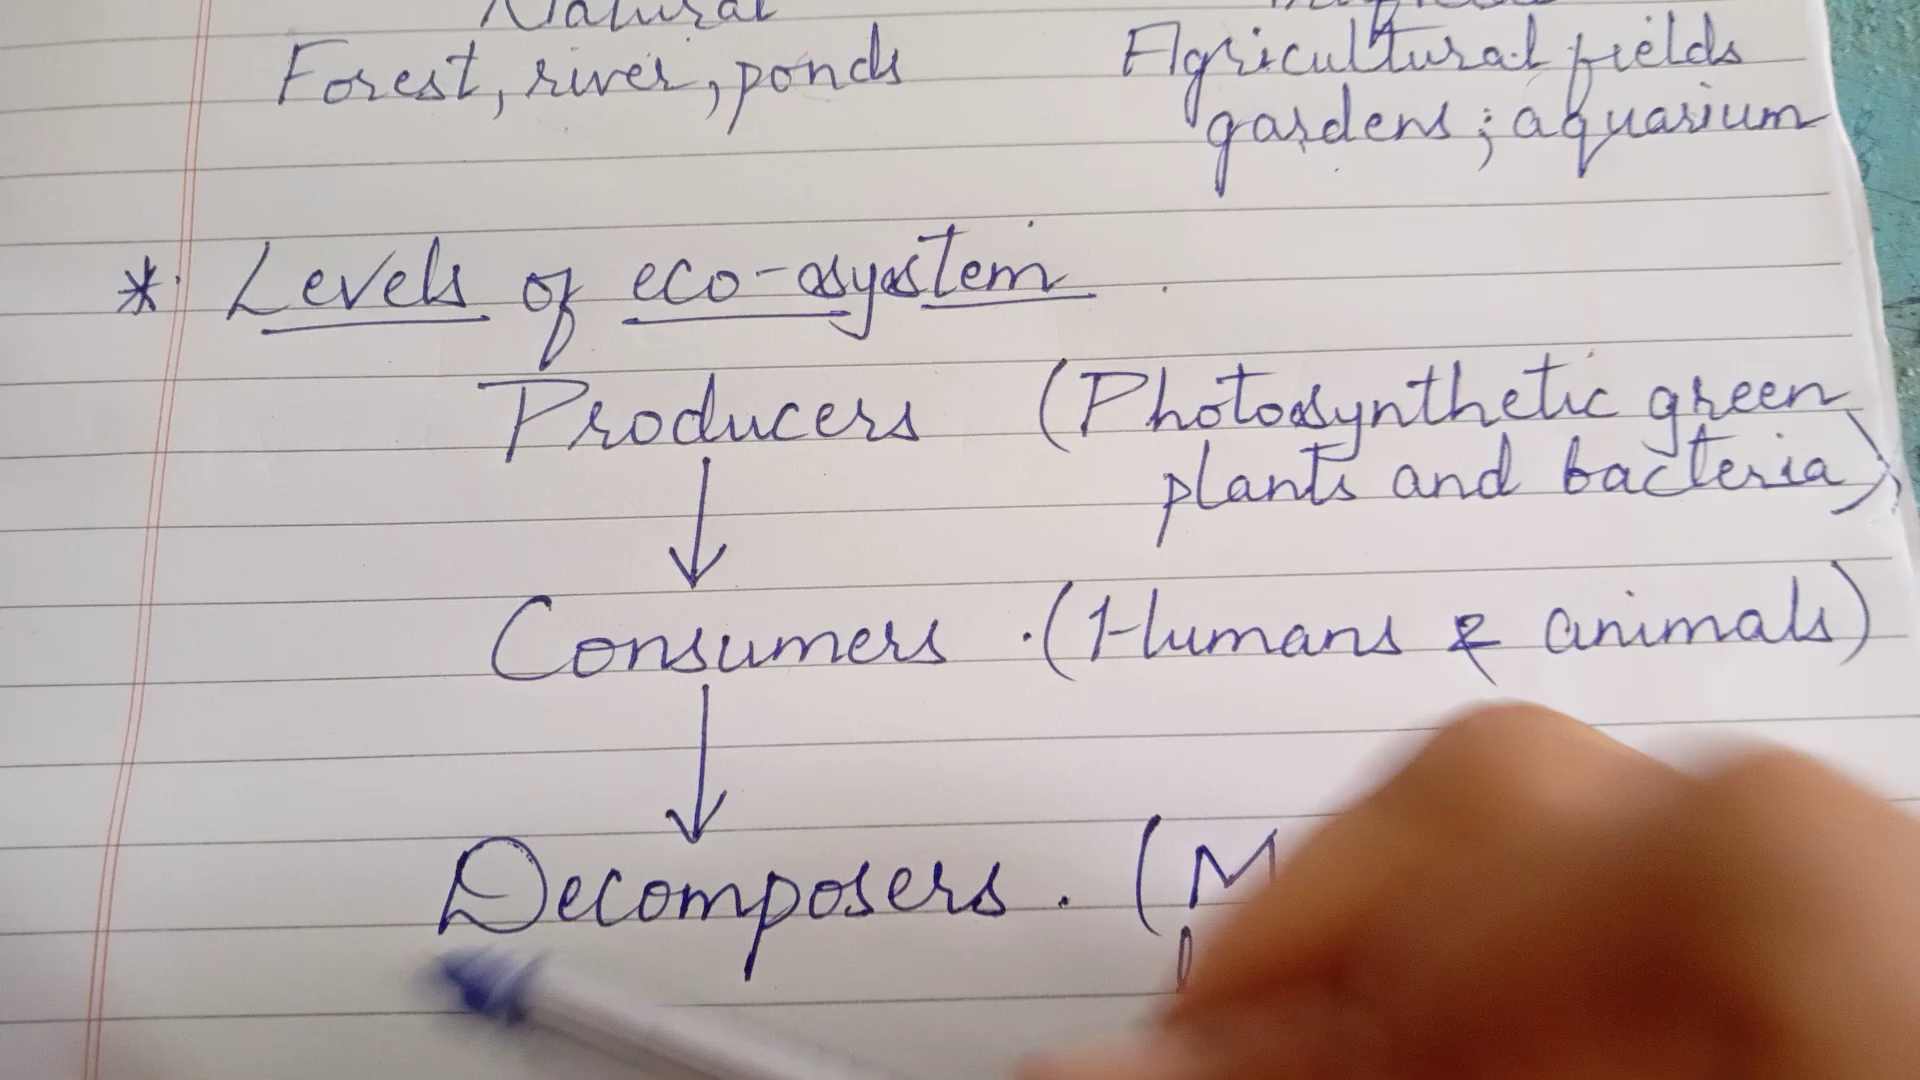 Natural
Forest, river, ponds
Agricultural fields
gardens; aquarium
* Levels of eco-system
Producers (Photosynthetic green
plants and bacteria)
Consumers. (Humans & animals)
Decomposers. (M